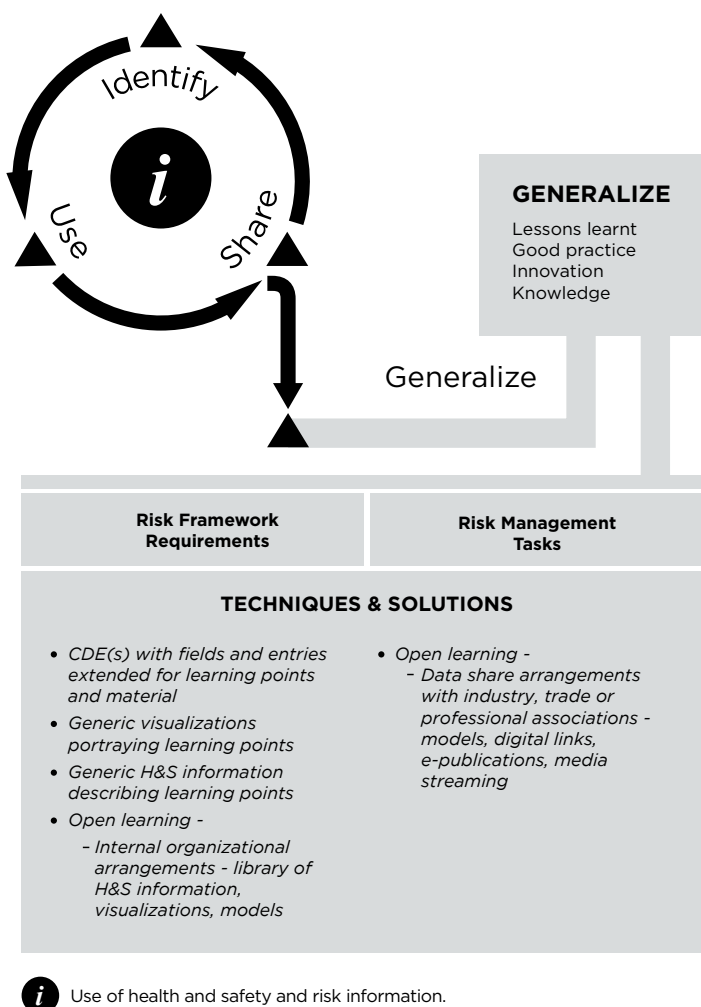 Identify
i
Use
Share
GENERALIZE
Lessons learnt
Good practice
Innovation
Knowledge
Generalize
Risk Framework
Requirements
Risk Management
Tasks
TECHNIQUES & SOLUTIONS
• CDE(s) with fields and entries
extended for learning points
and material
• Generic visualizations
portraying learning points
• Generic H&S information
describing learning points
• Open learning -
– Internal organizational
arrangements - library of
H&S information,
visualizations, models
• Open learning -
– Data share arrangements
with industry, trade or
professional associations -
models, digital links,
e-publications, media
streaming
i Use of health and safety and risk information.